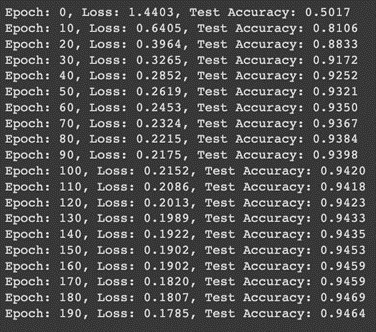 Epoch: 0, Loss: 1.4403, Test Accuracy: 0.5017
Epoch: 10, Loss: 0.6405, Test Accuracy: 0.8106
Epoch: 20, Loss: 0.3964, Test Accuracy: 0.8833
Epoch: 30, Loss: 0.3265, Test Accuracy: 0.9172
Epoch: 40, Loss: 0.2852, Test Accuracy: 0.9252
Epoch: 50, Loss: 0.2619, Test Accuracy: 0.9321
Epoch: 60, Loss: 0.2453, Test Accuracy: 0.9350
Epoch: 70, Loss: 0.2324, Test Accuracy: 0.9367
Epoch: 80, Loss: 0.2215, Test Accuracy: 0.9384
Epoch: 90, Loss: 0.2175, Test Accuracy: 0.9398
Epoch: 100, Loss: 0.2152, Test Accuracy: 0.9420
Epoch: 110, Loss: 0.2086, Test Accuracy: 0.9418
Epoch: 120, Loss: 0.2013, Test Accuracy: 0.9423
Epoch: 130, Loss: 0.1989, Test Accuracy: 0.9433
Epoch: 140, Loss: 0.1922, Test Accuracy: 0.9435
Epoch: 150, Loss: 0.1902, Test Accuracy: 0.9453
Epoch: 160, Loss: 0.1902, Test Accuracy: 0.9459
Epoch: 170, Loss: 0.1820, Test Accuracy: 0.9459
Epoch: 180, Loss: 0.1807, Test Accuracy: 0.9469
Epoch: 190, Loss: 0.1785, Test Accuracy: 0.9464